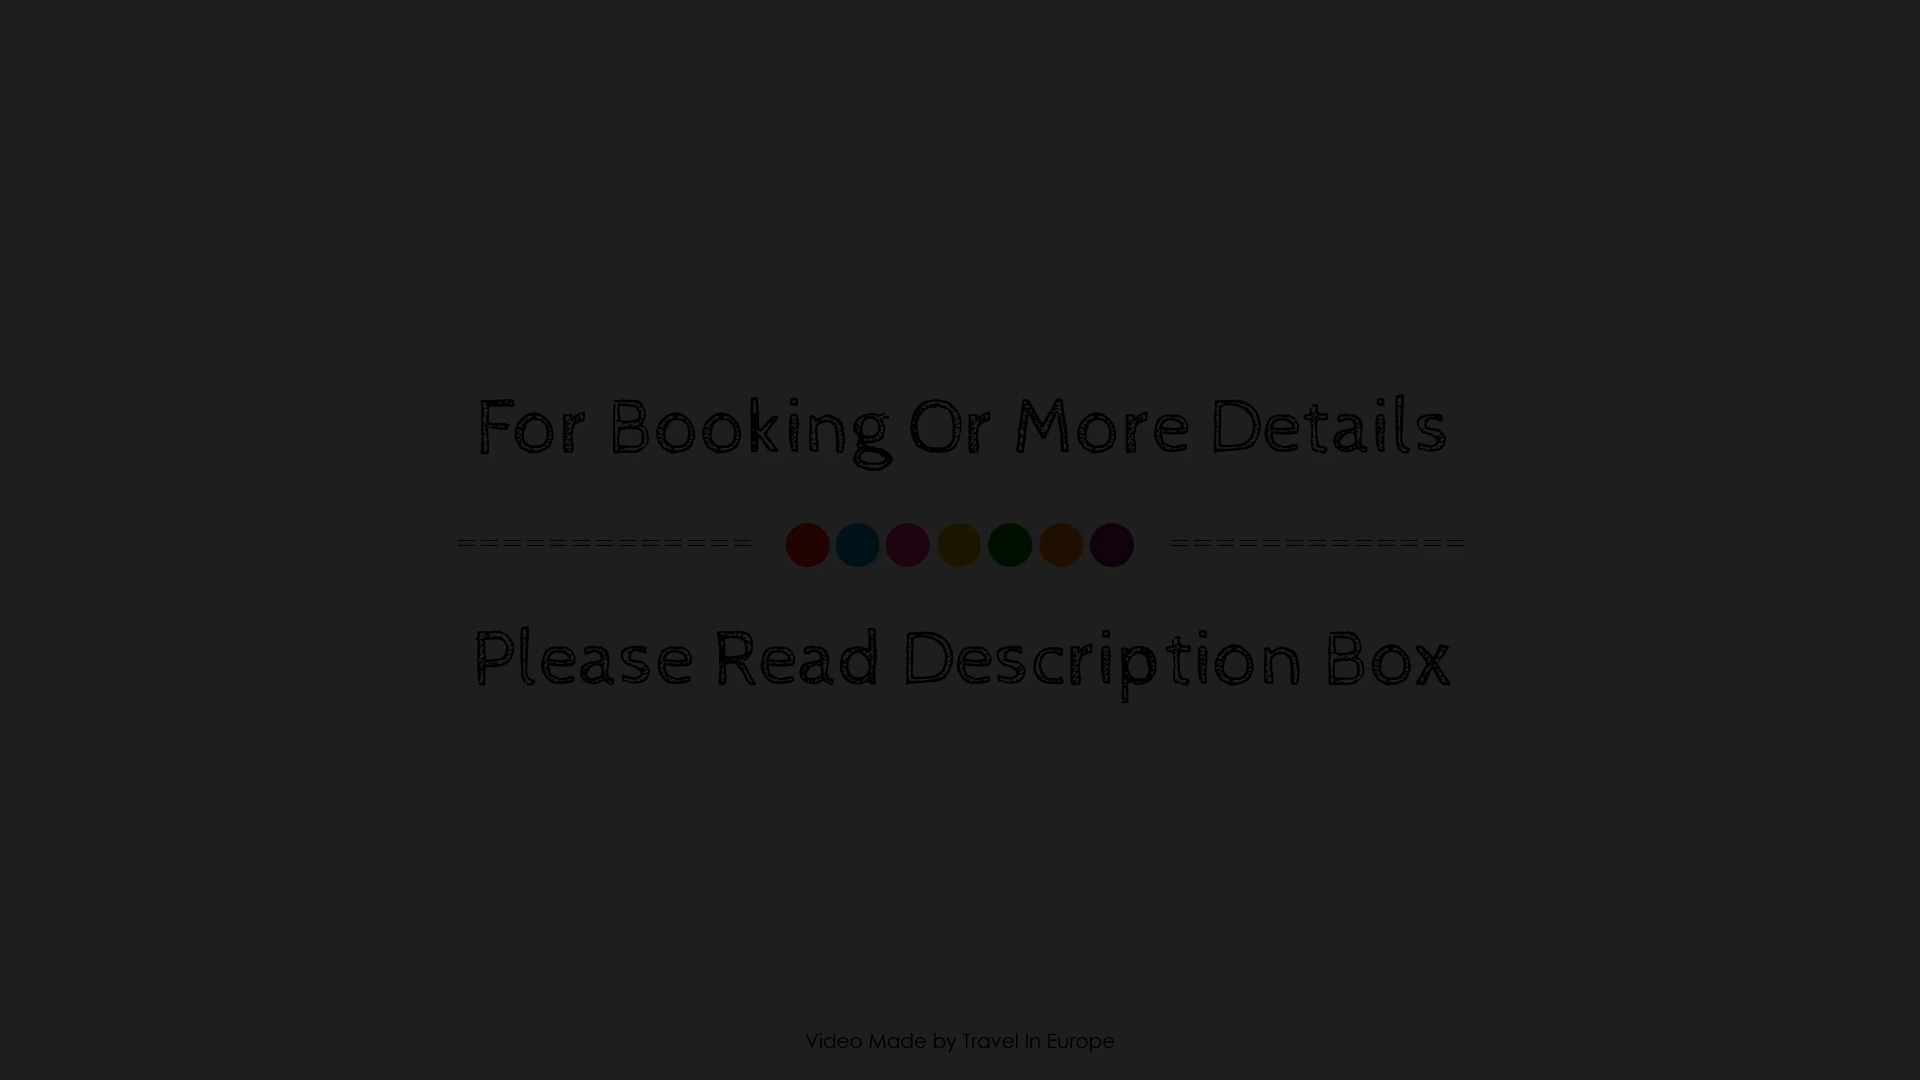 For Booking Or More Details
============= =============
Please Read Description Box
Video Made by Travel In Europe